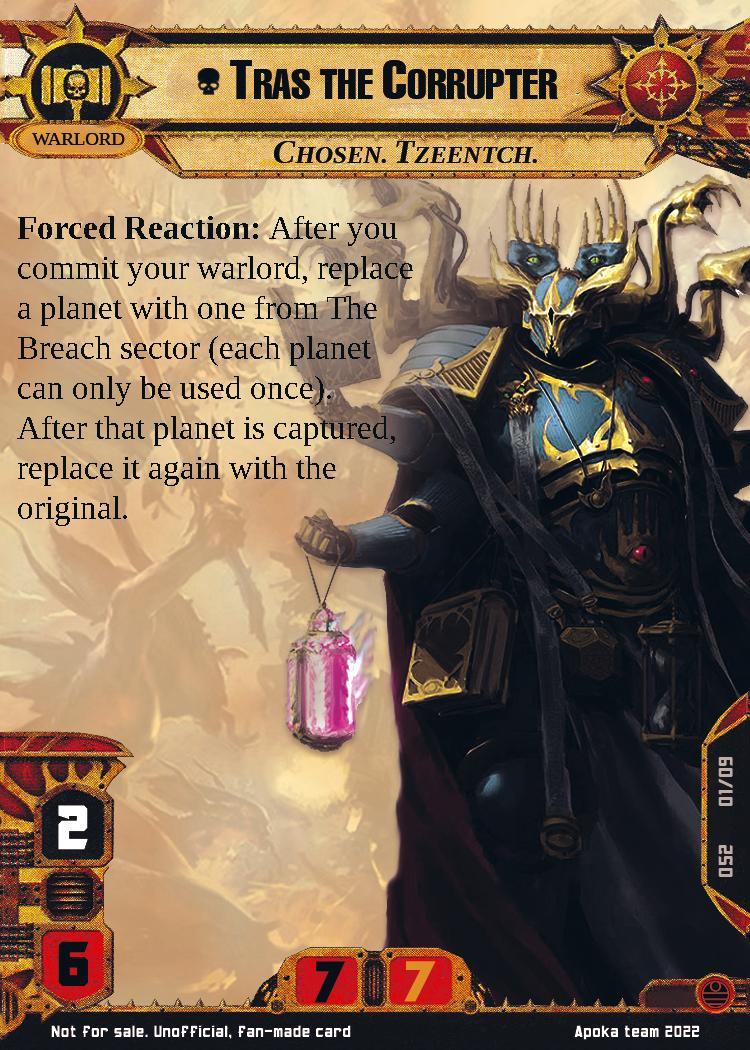 TRAS THE CORRUPTER
WARLORD
CHOSEN. TZEENTCH.
Forced Reaction: After you
commit your warlord, replace
a planet with one from The
Breach sector (each planet
can only be used once).
After that planet is captured,
replace it again with the
original.
2
6
7 7
052 01/09
Not for sale. Unofficial, Fan-made card
Apoka team 2022